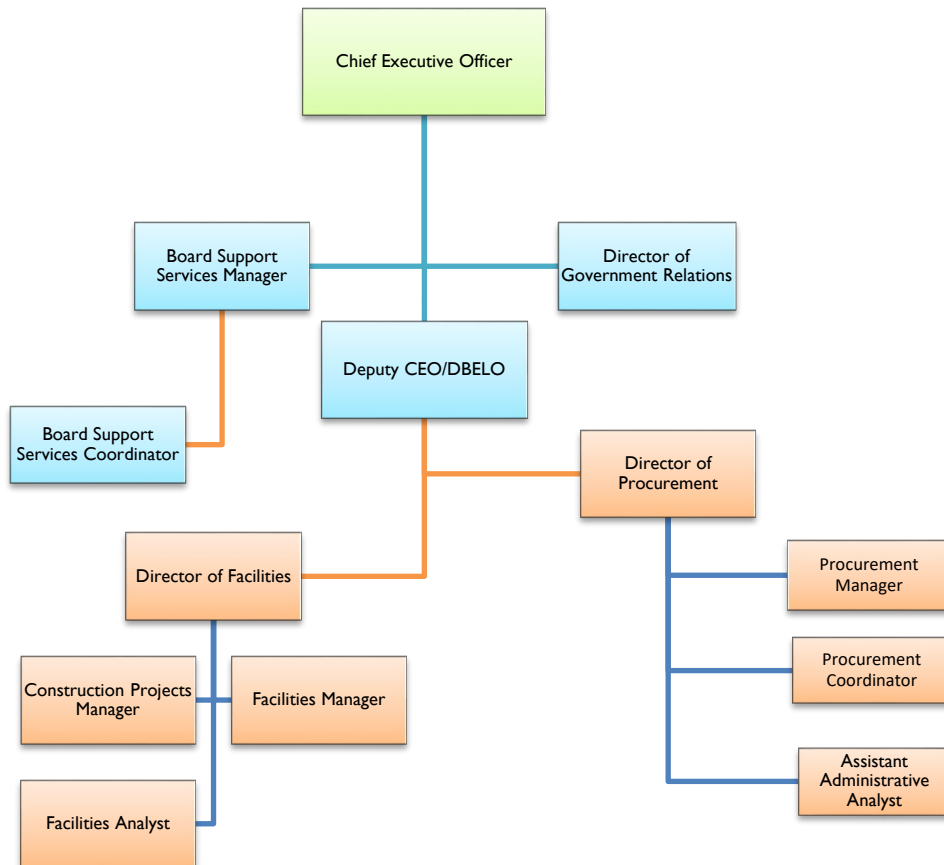 Chief Executive Officer
Board Support
Services Manager
Director of
Government Relations
Deputy CEO/DBELO
Board Support
Services Coordinator
Director of
Procurement
Director of Facilities
Procurement
Manager
Construction Projects
Manager
Facilities Manager
Procurement
Coordinator
Facilities Analyst
Assistant
Administrative
Analyst